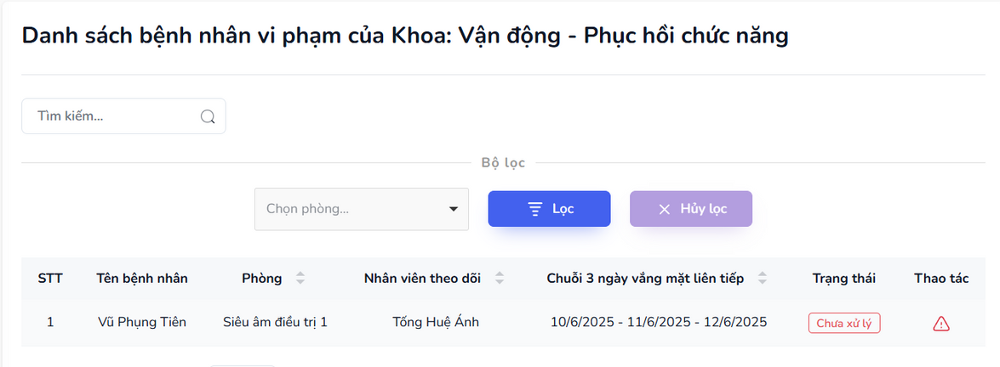 Danh sách bệnh nhân vi phạm của Khoa: Vận động - Phục hồi chức năng
Tìm kiếm...
Bộ lọc
Chọn phòng... Lọc Hủy lọc
STT Tên bệnh nhân Phòng Nhân viên theo dõi Chuỗi 3 ngày vắng mặt liên tiếp Trạng thái Thao tác
1 Vũ Phụng Tiên Siêu âm điều trị 1 Tống Huệ Ánh 10/6/2025 - 11/6/2025 - 12/6/2025 Chưa xử lý